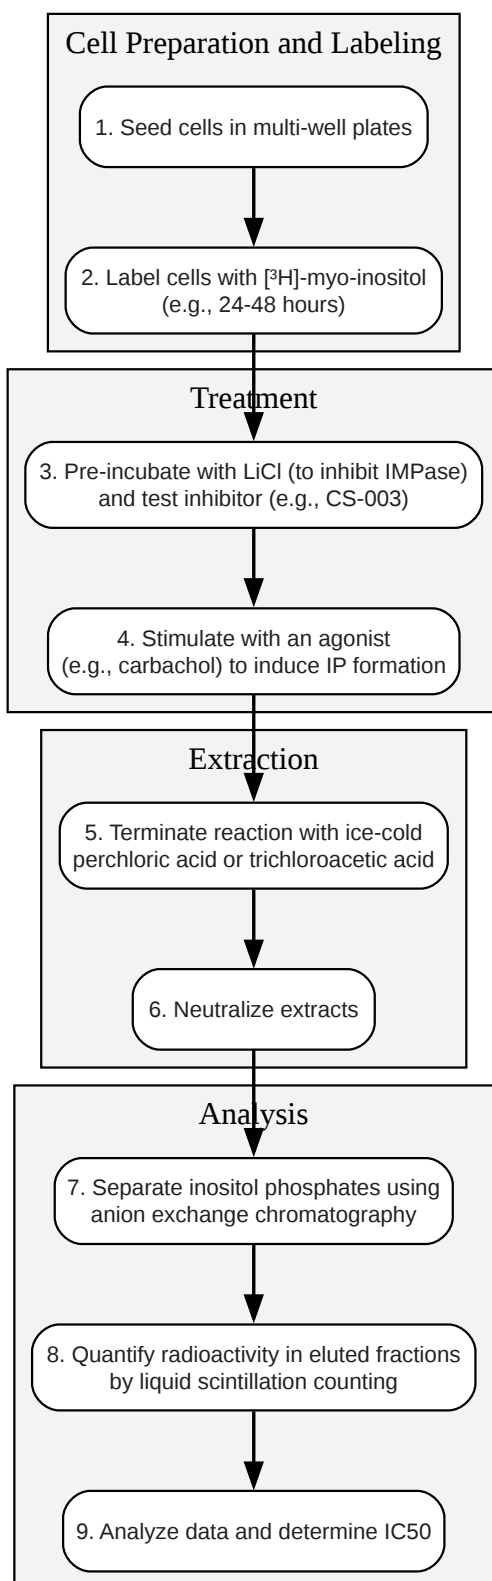 Cell Preparation and Labeling
1. Seed cells in multi-well plates
2. Label cells with [³H]-myo-inositol
(e.g., 24-48 hours)
Treatment
3. Pre-incubate with LiCl (to inhibit IMPase)
and test inhibitor (e.g., CS-003)
4. Stimulate with an agonist
(e.g., carbachol) to induce IP formation
Extraction
5. Terminate reaction with ice-cold
perchloric acid or trichloroacetic acid
6. Neutralize extracts
Analysis
7. Separate inositol phosphates using
anion exchange chromatography
8. Quantify radioactivity in eluted fractions
by liquid scintillation counting
9. Analyze data and determine IC50